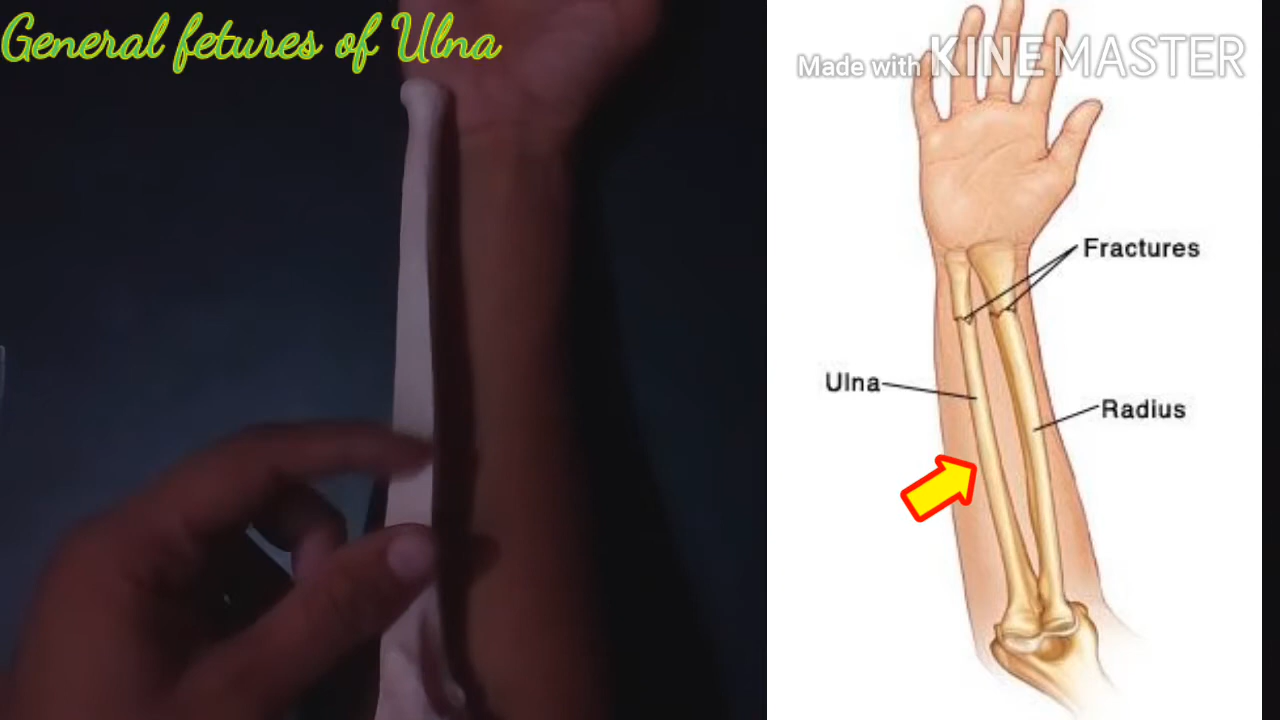 General fetures of Ulna
Made with KINEMASTER
Fractures
Ulna
Radius